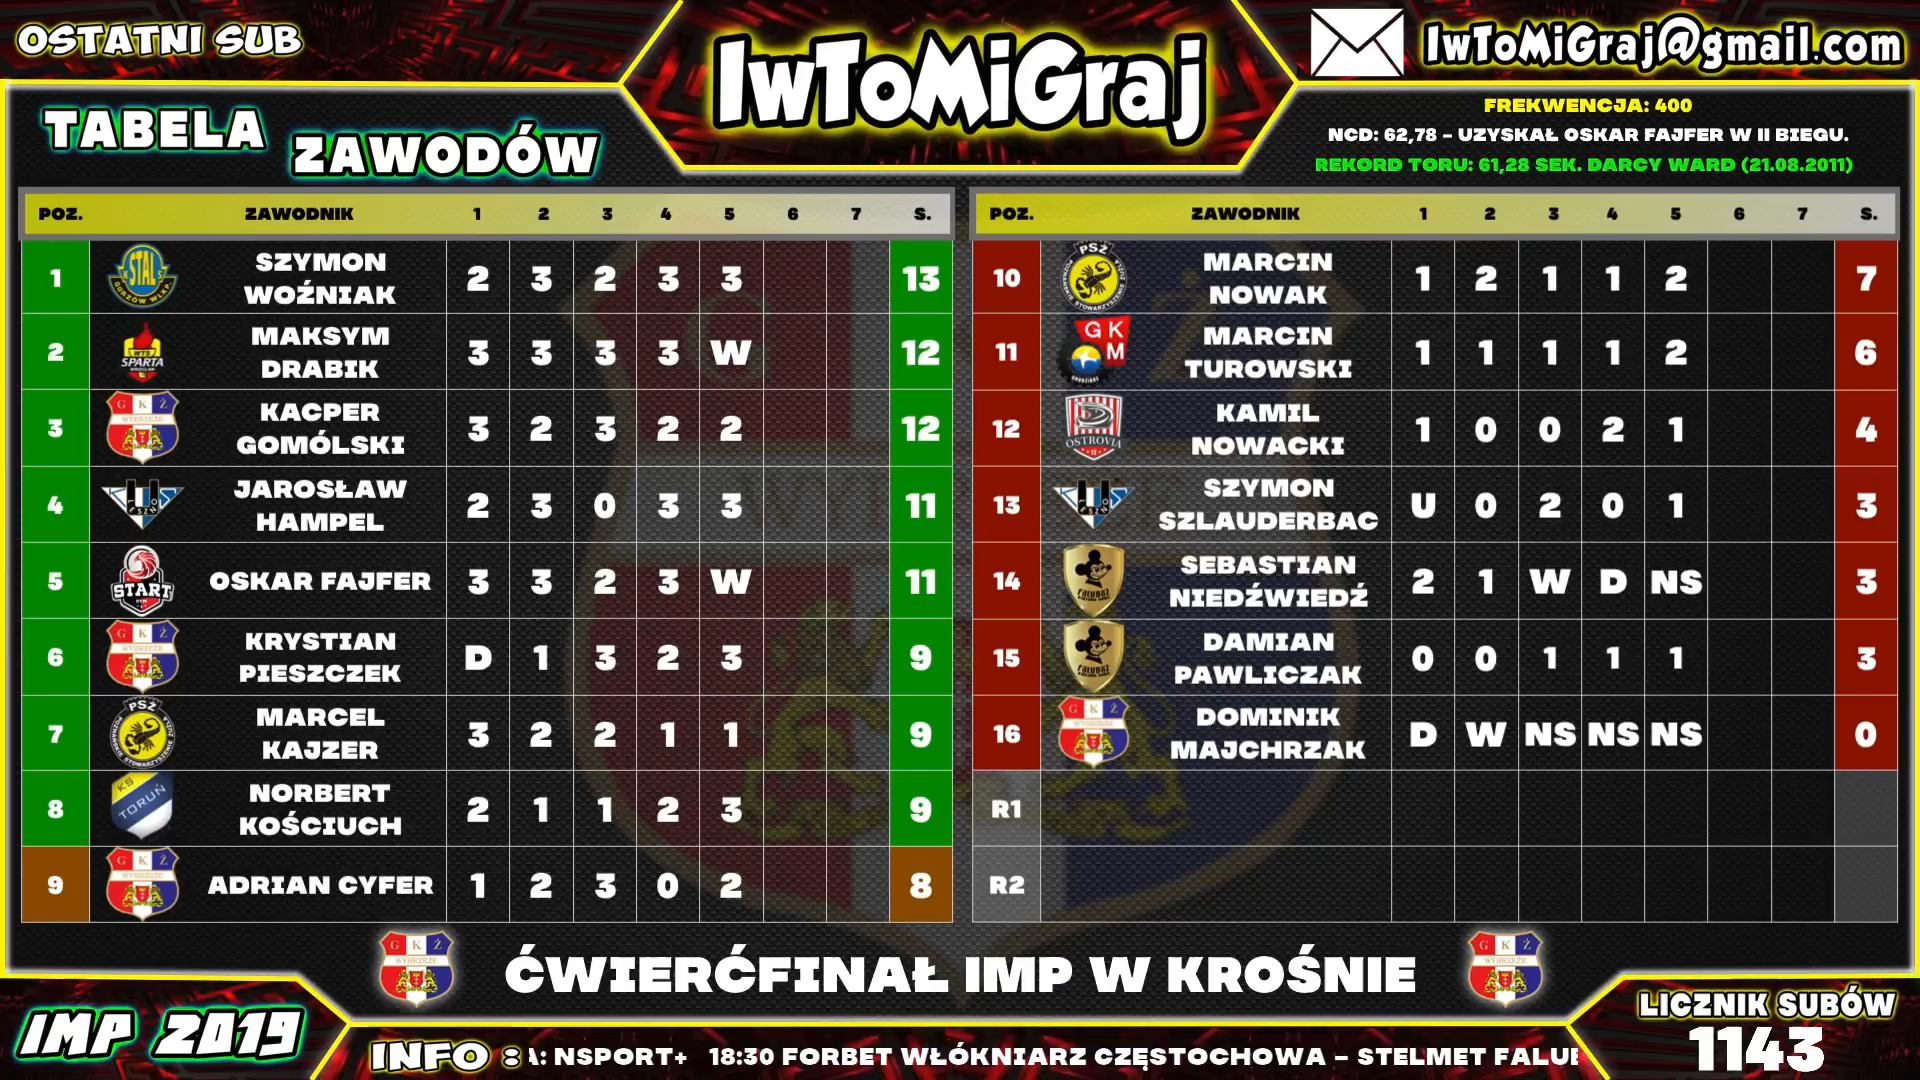 OSTATNI SUB
IwToMiGraj
IwToMiGraj@gmail.com
TABELA ZAWODÓW
FREKWENCJA: 400
NCD: 62,78 - UZYSKAŁ OSKAR FAJFER W II BIEGU.
REKORD TORU: 61,28 SEK. DARCY WARD (21.08.2011)
POZ. ZAWODNIK 1 2 3 4 5 6 7 S.
1 SZYMON WOŹNIAK 2 3 2 3 3 13
2 MAKSYM DRABIK 3 3 3 3 W 12
3 KACPER GOMÓLSKI 3 2 3 2 2 12
4 JAROSŁAW HAMPEL 2 3 0 3 3 11
5 OSKAR FAJFER 3 3 2 3 W 11
6 KRYSTIAN PIESZCZEK D 1 3 2 3 9
7 MARCEL KAJZER 3 2 2 1 1 9
8 NORBERT KOŚCIUCH 2 1 1 2 3 9
9 ADRIAN CYFER 1 2 3 0 2 8
POZ. ZAWODNIK 1 2 3 4 5 6 7 S.
10 MARCIN NOWAK 1 2 1 1 2 7
11 MARCIN TUROWSKI 1 1 1 1 2 6
12 KAMIL NOWACKI 1 0 0 2 1 4
13 SZYMON SZLAUDERBAC U 0 2 0 1 3
14 SEBASTIAN NIEDŹWIEDŹ 2 1 W D NS 3
15 DAMIAN PAWLICZAK 0 0 1 1 1 3
16 DOMINIK MAJCHRZAK D W NS NS NS 0
R1
R2
ĆWIERĆFINAŁ IMP W KROŚNIE
IMP 2019
INFO : A: NSPORT+ 18:30 FORBET WŁÓKNIARZ CZĘSTOCHOWA - STELMET FALUB
LICZNIK SUBÓW
1143